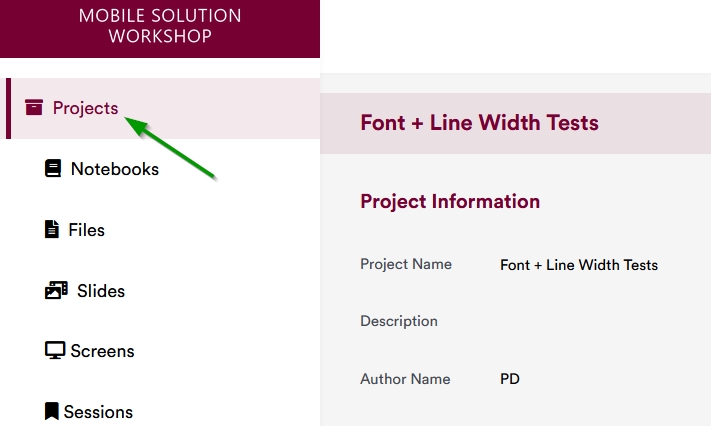 MOBILE SOLUTION
WORKSHOP
Projects
Notebooks
Files
Slides
Screens
Sessions
Font + Line Width Tests
Project Information
Project Name Font + Line Width Tests
Description
Author Name PD